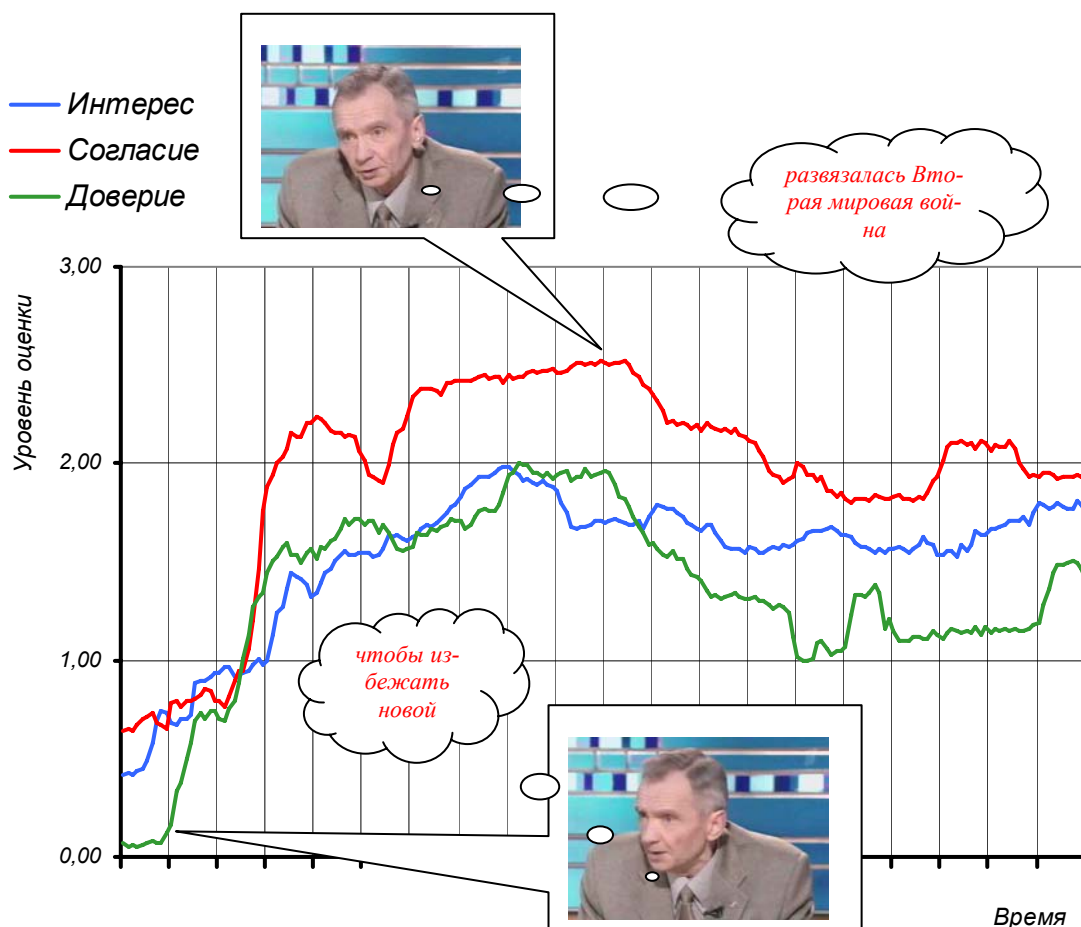 Интерес
Согласие
Доверие
развязалась Вто-
рая мировая вой-
на
Уровень оценки
3,00
2,00
1,00
0,00
чтобы из-
бежать
новой
Время